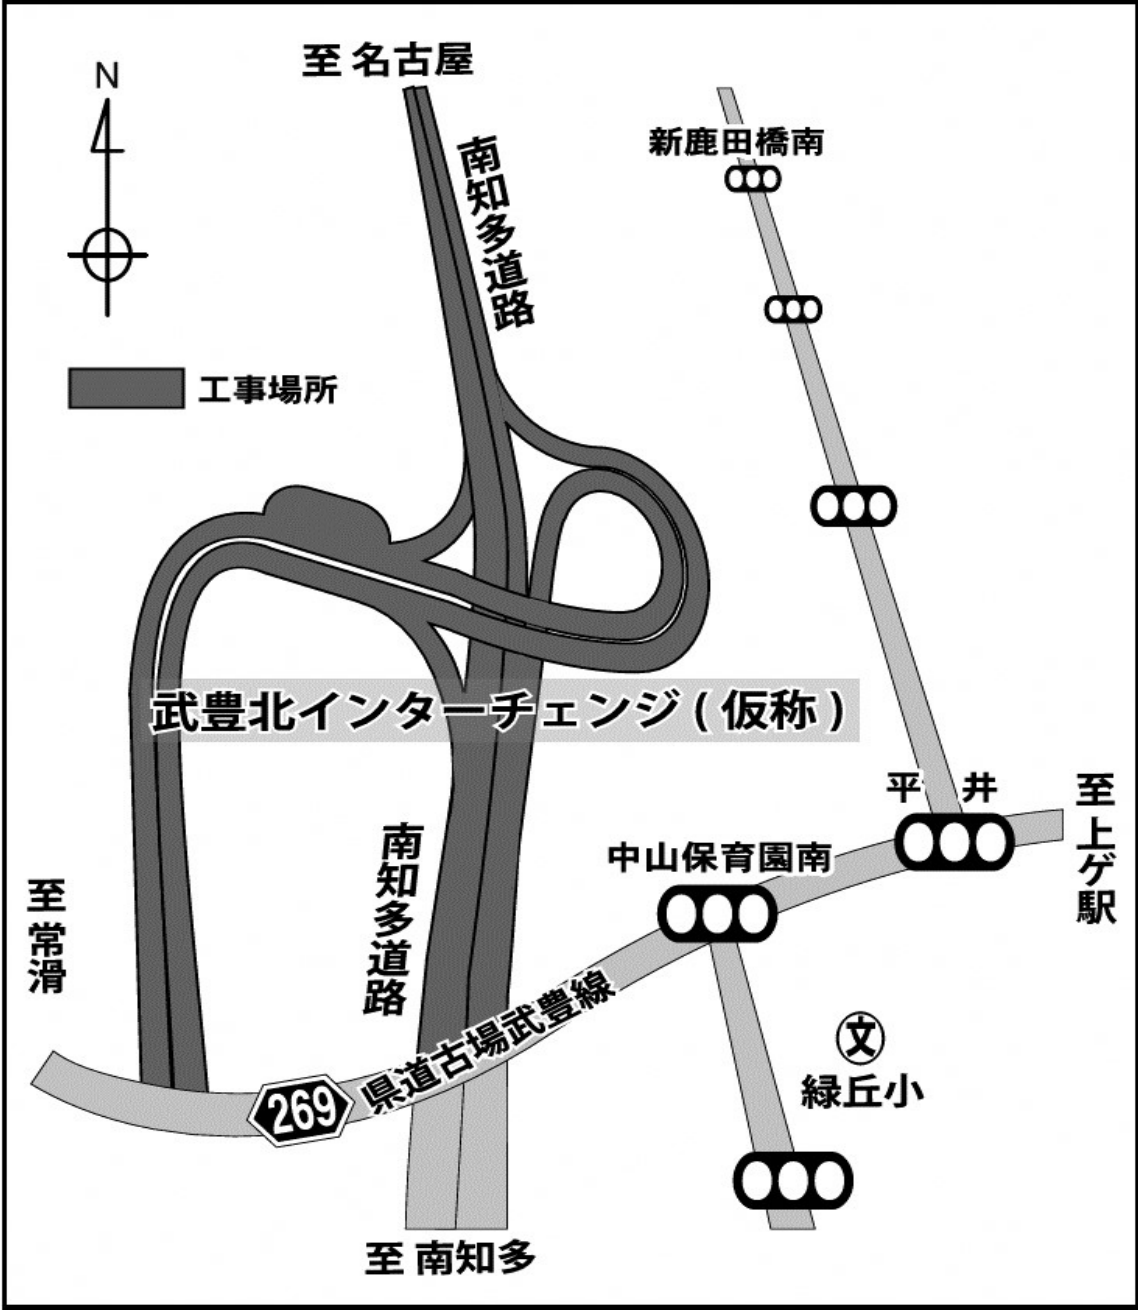 至 名古屋
N
南知多道路
新鹿田橋南
工事場所
武豊北インターチェンジ ( 仮称 )
平 井
至 上ゲ駅
中山保育園南
南知多道路
至 常滑
県道古場武豊線
269
文
緑丘小
至 南知多